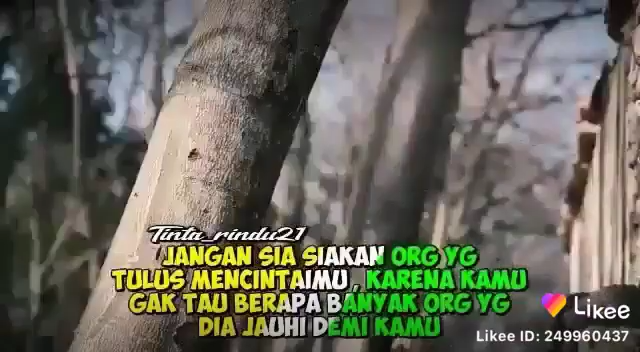 Tinta_rindu21
JANGAN SIA SIAKAN ORG YG
TULUS MENCINTAIMU , KARENA KAMU
GAK TAU BERAPA BANYAK ORG YG
DIA JAUHI DEMI KAMU
Likee
Likee ID: 249960437